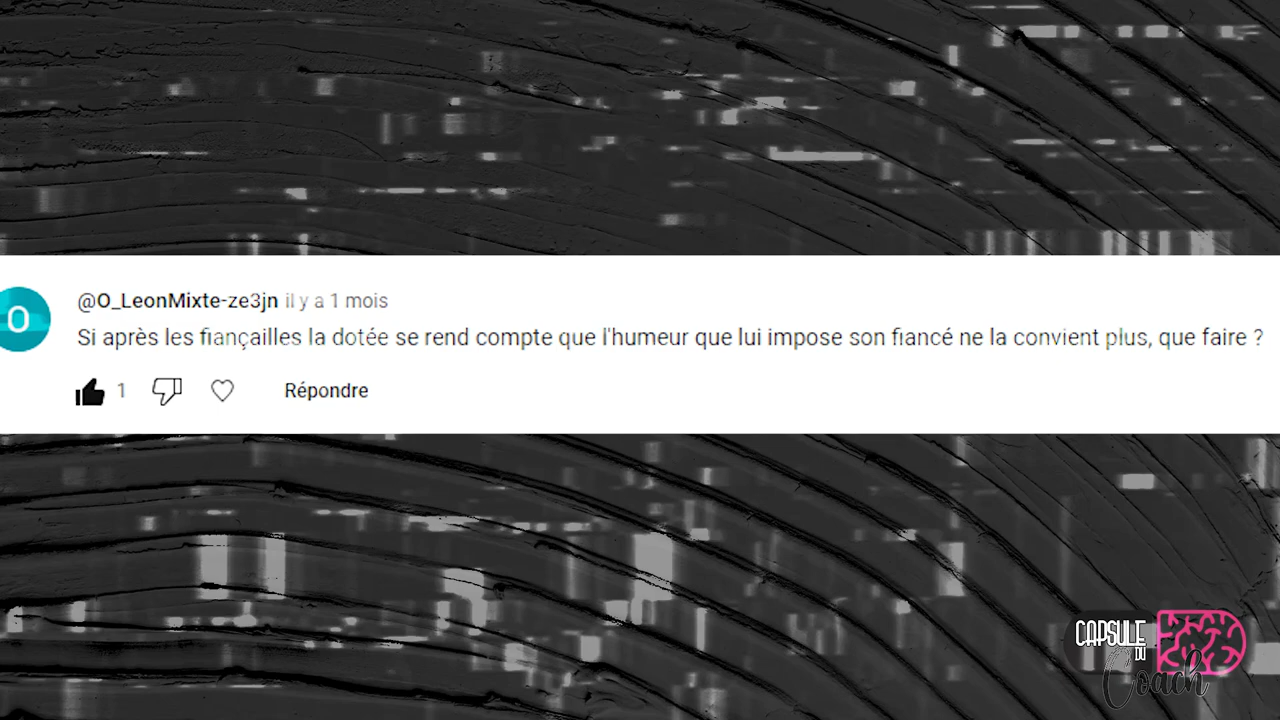 O
@O_LeonMixte-ze3jn il y a 1 mois
Si après les fiançailles la dotée se rend compte que l'humeur que lui impose son fiancé ne la convient plus, que faire ?
1
Répondre
CAPSULE
DU
Coach